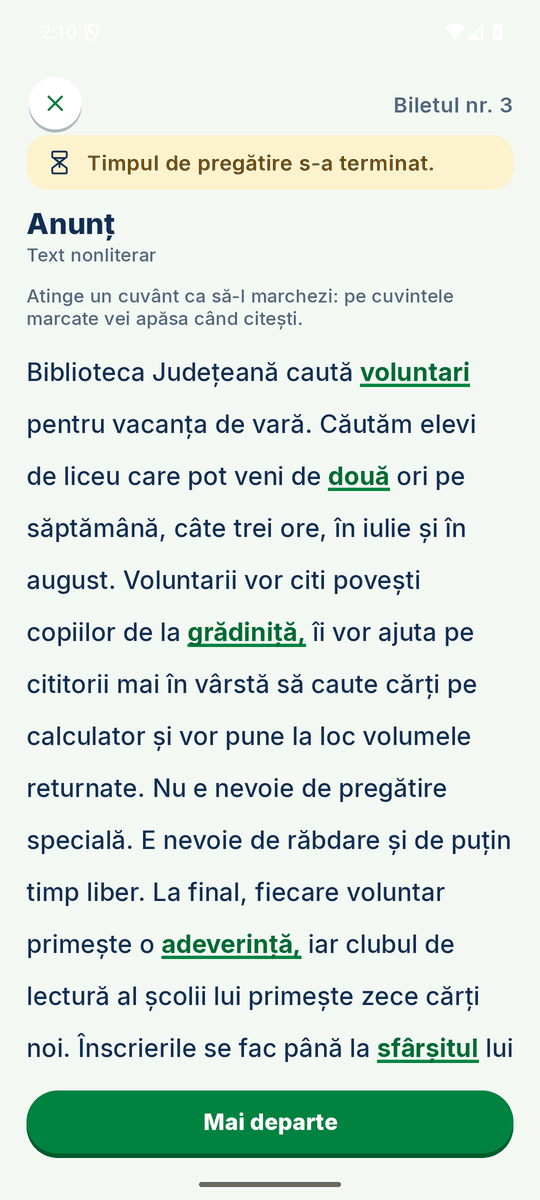 2:10
Biletul nr. 3
Timpul de pregătire s-a terminat.
Anunț
Text nonliterar
Atinge un cuvânt ca să-l marchezi: pe cuvintele
marcate vei apăsa când citești.
Biblioteca Județeană caută voluntari
pentru vacanța de vară. Căutăm elevi
de liceu care pot veni de două ori pe
săptămână, câte trei ore, în iulie și în
august. Voluntarii vor citi povești
copiilor de la grădiniță, îi vor ajuta pe
cititorii mai în vârstă să caute cărți pe
calculator și vor pune la loc volumele
returnate. Nu e nevoie de pregătire
specială. E nevoie de răbdare și de puțin
timp liber. La final, fiecare voluntar
primește o adeverință, iar clubul de
lectură al școlii lui primește zece cărți
noi. Înscrierile se fac până la sfârșitul lui
Mai departe